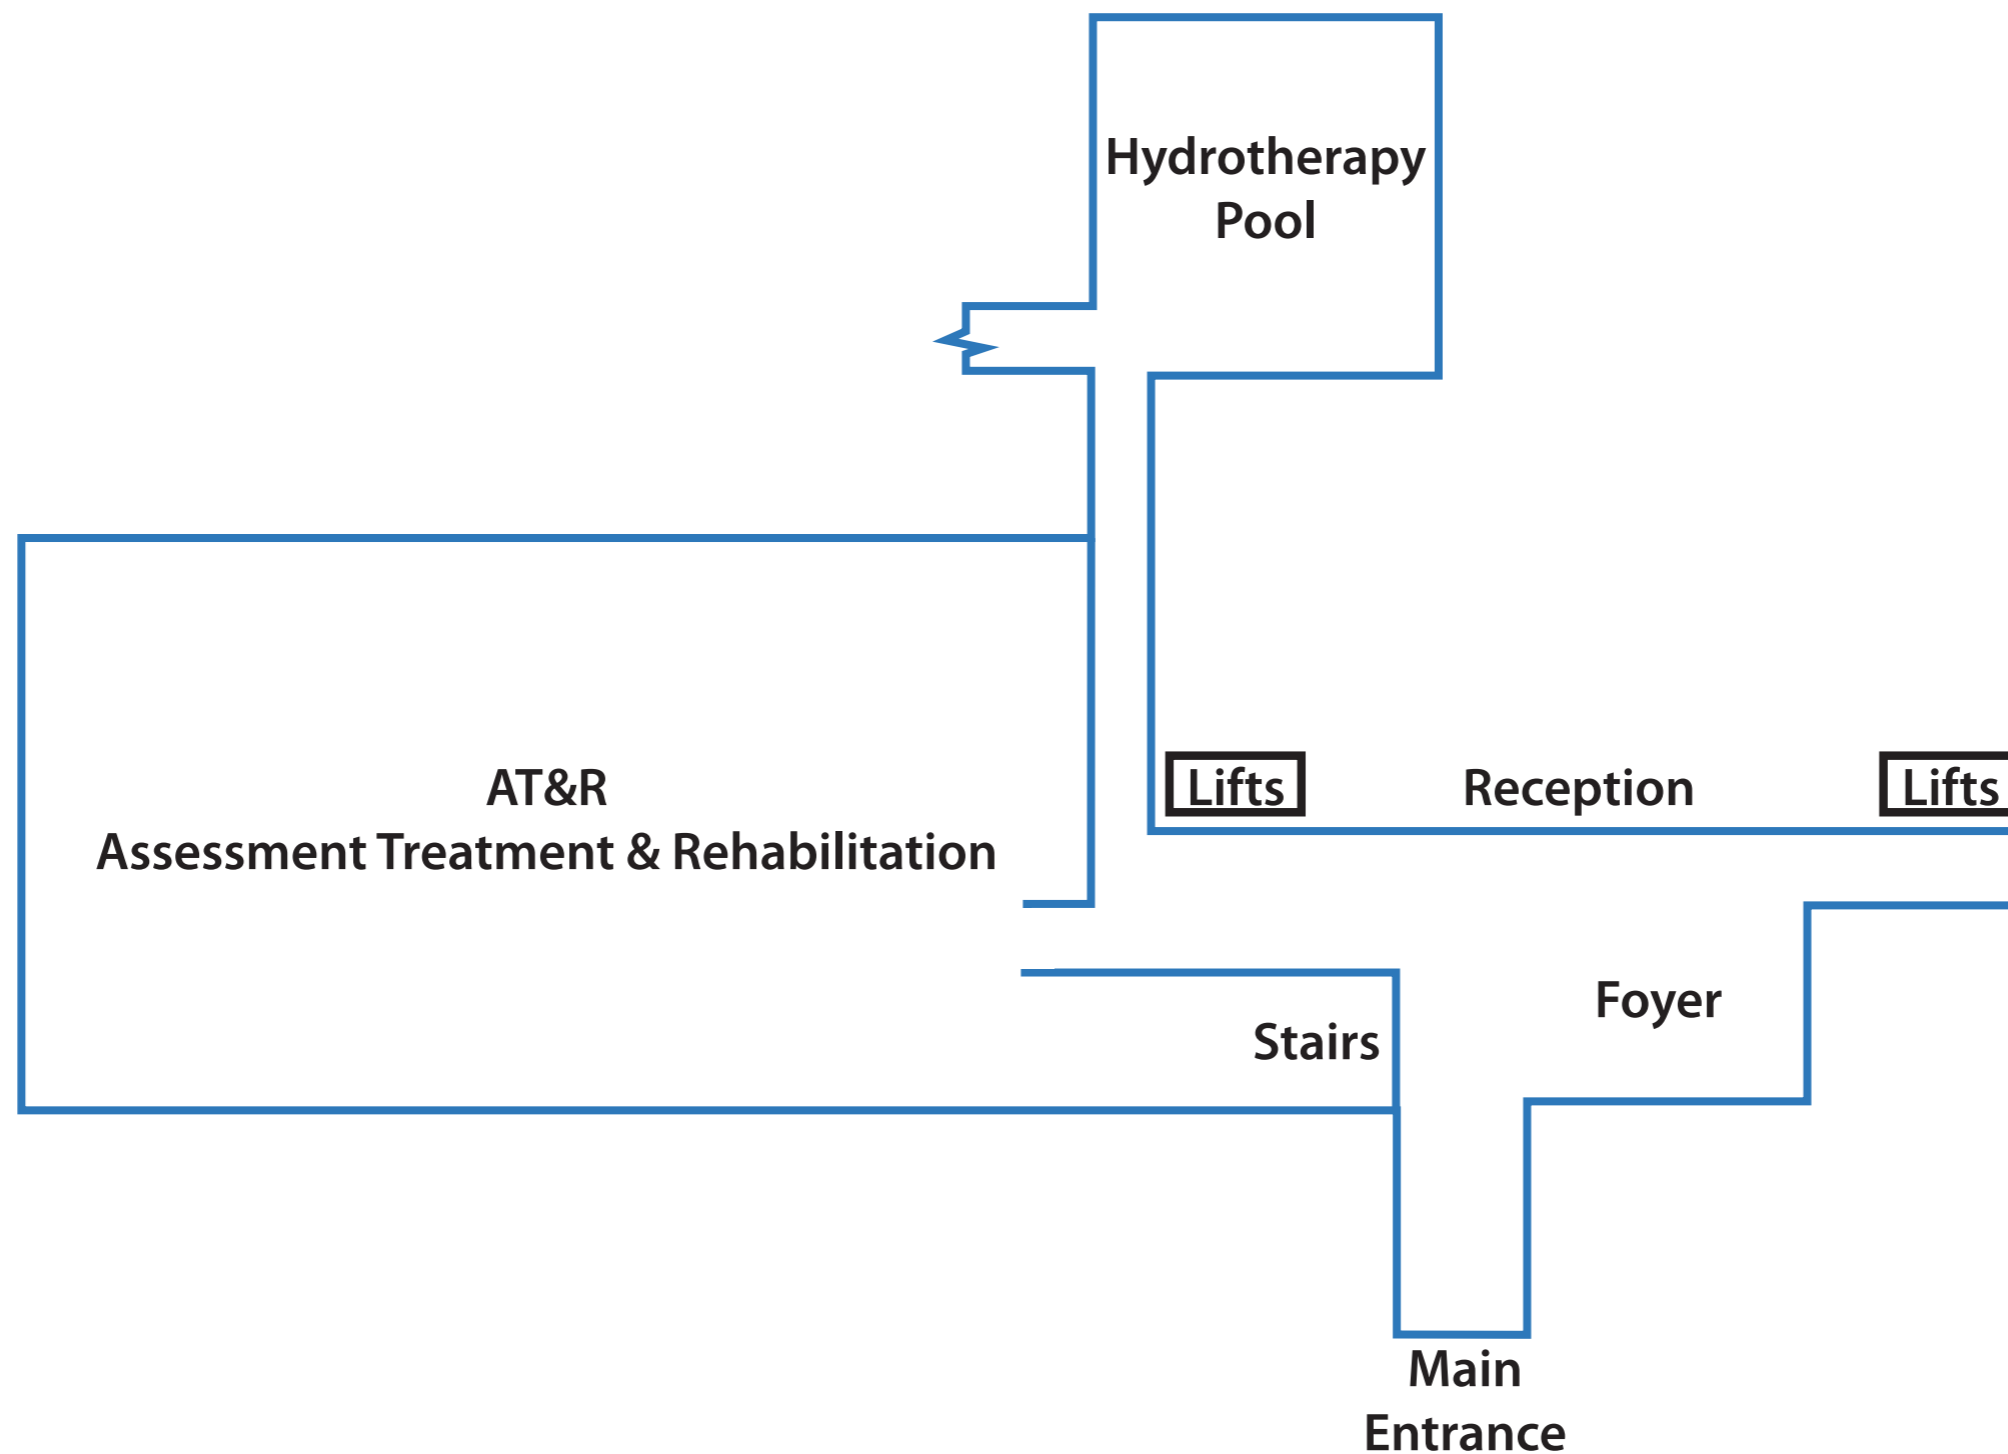 Hydrotherapy
Pool
AT&R
Assessment Treatment & Rehabilitation
Lifts
Reception
Lifts
Foyer
Stairs
Main
Entrance